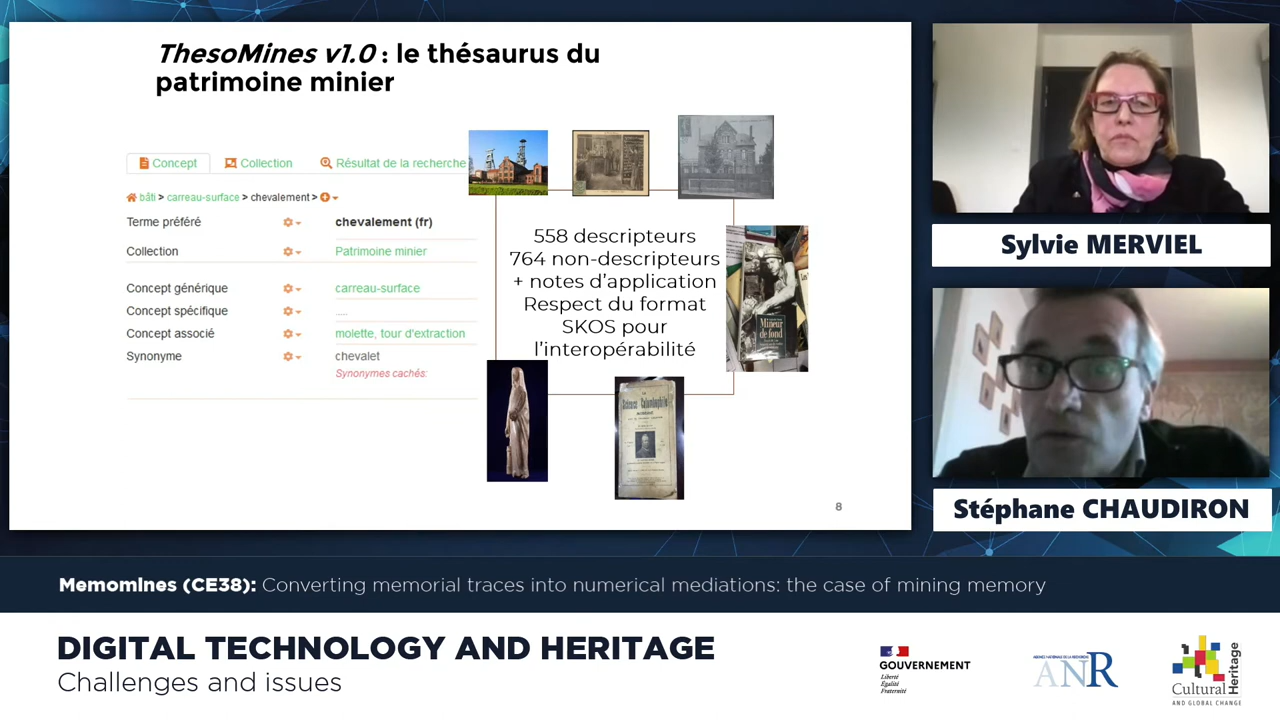 ThesoMines v1.0 : le thésaurus du
patrimoine minier
Concept
Collection
Résultat de la recherche
bâti > carreau-surface > chevalement >
Terme préféré
chevalement (fr)
Collection
Patrimoine minier
Concept générique
carreau-surface
Concept spécifique
.....
Concept associé
molette, tour d'extraction
Synonyme
chevalet
Synonymes cachés:
558 descripteurs
764 non-descripteurs
+ notes d'application
Respect du format
SKOS pour
l'interopérabilité
Mineur
de fond
8
Sylvie MERVIEL
Stéphane CHAUDIRON
Memomines (CE38): Converting memorial traces into numerical mediations: the case of mining memory
DIGITAL TECHNOLOGY AND HERITAGE
Challenges and issues
GOUVERNEMENT
Liberté
Égalité
Fraternité
AGENCE NATIONALE DE LA RECHERCHE
ANR
Cultural
Heritage
AND GLOBAL CHANGE